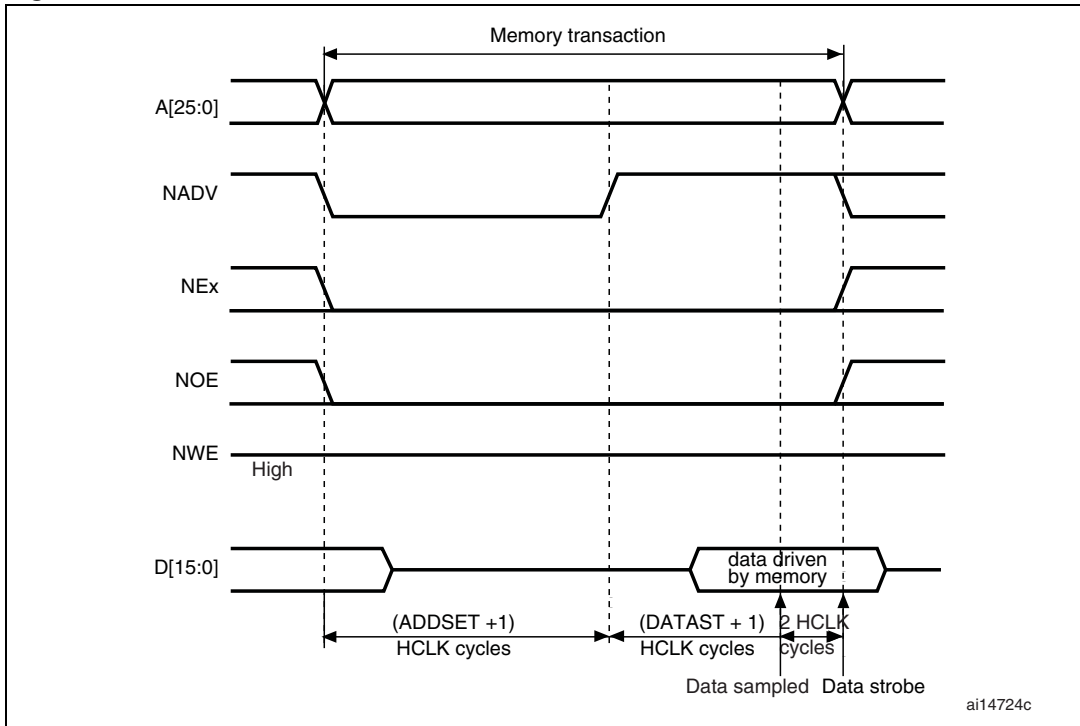 Memory transaction
A[25:0]
NADV
NEx
NOE
NWE
High
D[15:0]
data driven
by memory
(ADDSET +1)
HCLK cycles
(DATAST + 1)
HCLK cycles
2 HCLK
cycles
Data sampled
Data strobe
ai14724c